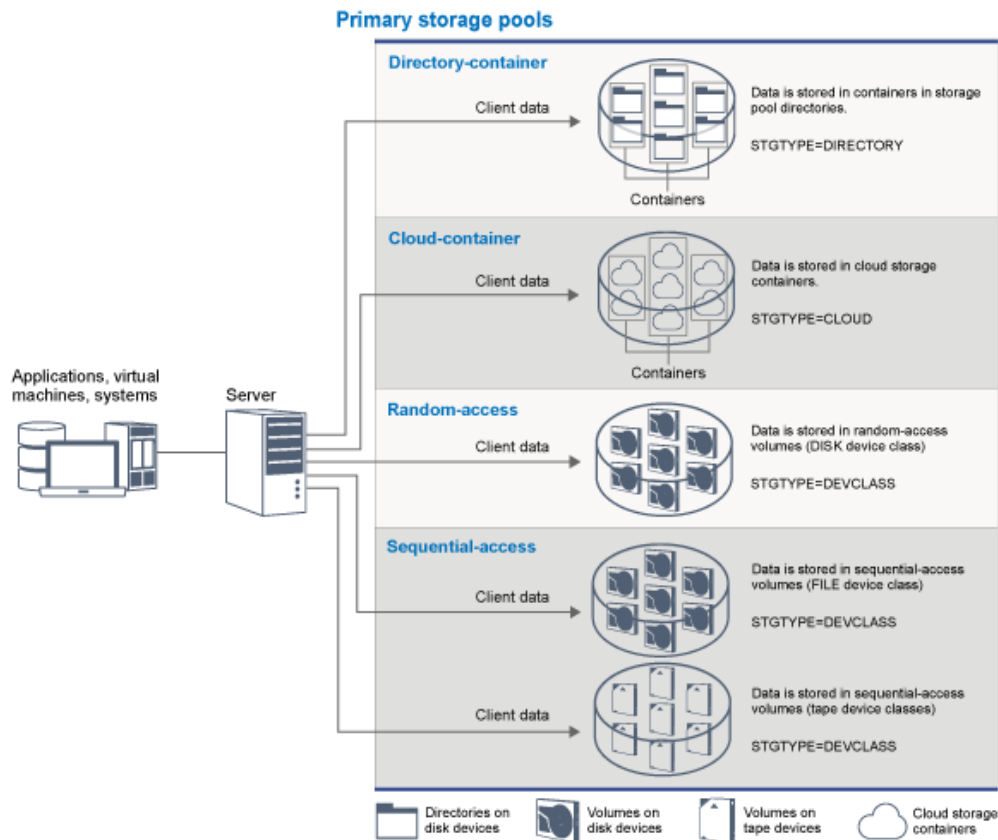 Primary storage pools
Directory-container
Client data
Data is stored in containers in storage
pool directories.
STGTYPE=DIRECTORY
Containers
Cloud-container
Client data
Data is stored in cloud storage
containers.
STGTYPE=CLOUD
Containers
Applications, virtual
machines, systems
Server
Random-access
Client data
Data is stored in random-access
volumes (DISK device class)
STGTYPE=DEVCLASS
Sequential-access
Client data
Data is stored in sequential-access
volumes (FILE device class)
STGTYPE=DEVCLASS
Client data
Data is stored in sequential-access
volumes (tape device classes)
STGTYPE=DEVCLASS
Directories on
disk devices
Volumes on
disk devices
Volumes on
tape devices
Cloud storage
containers